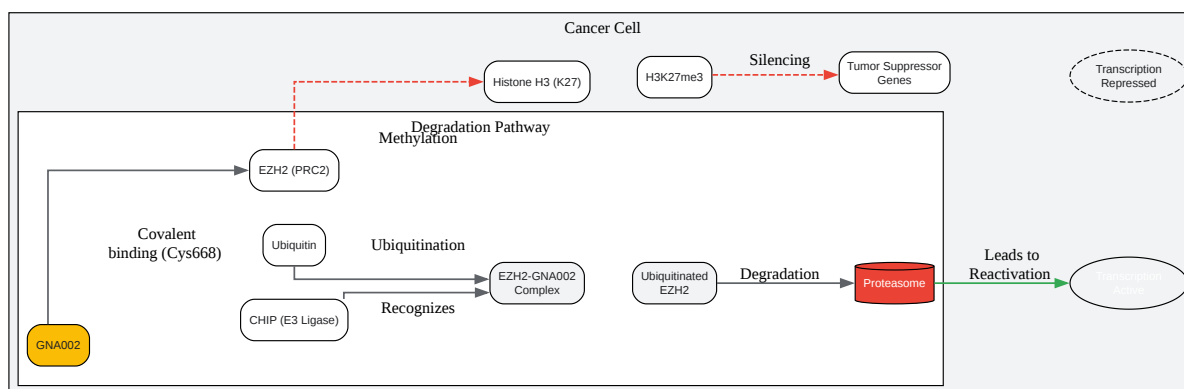 Cancer Cell
Silencing
Histone H3 (K27)
H3K27me3
Tumor Suppressor
Genes
Transcription
Repressed
Degradation Pathway
Methylation
EZH2 (PRC2)
Covalent
binding (Cys668)
Ubiquitin
Ubiquitination
EZH2-GNA002
Complex
Recognizes
CHIP (E3 Ligase)
GNA002
Ubiquitinated
EZH2
Degradation
Proteasome
Leads to
Reactivation
Transcription
Active